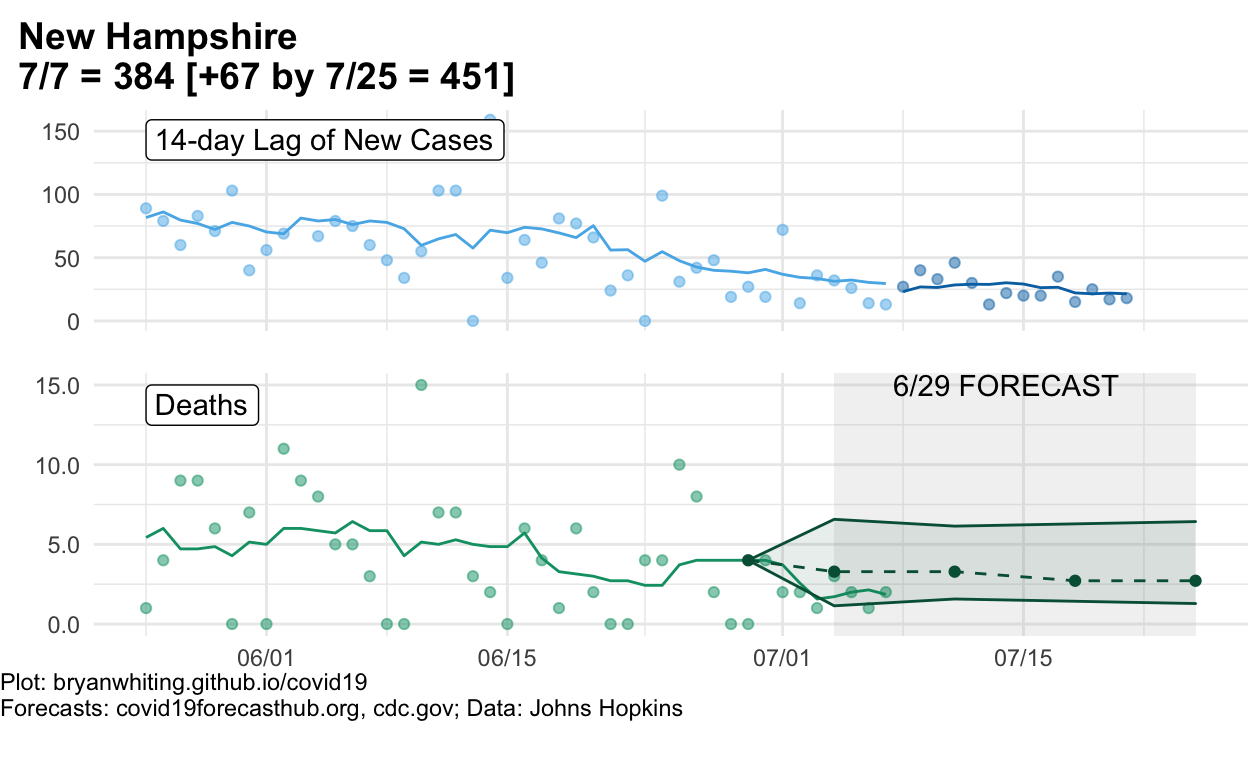 New Hampshire
7/7 = 384 [+67 by 7/25 = 451]
14-day Lag of New Cases
150
100
50
0
Deaths
6/29 FORECAST
15.0
10.0
5.0
0.0
06/01
06/15
07/01
07/15
Plot: bryanwhiting.github.io/covid19
Forecasts: covid19forecasthub.org, cdc.gov; Data: Johns Hopkins